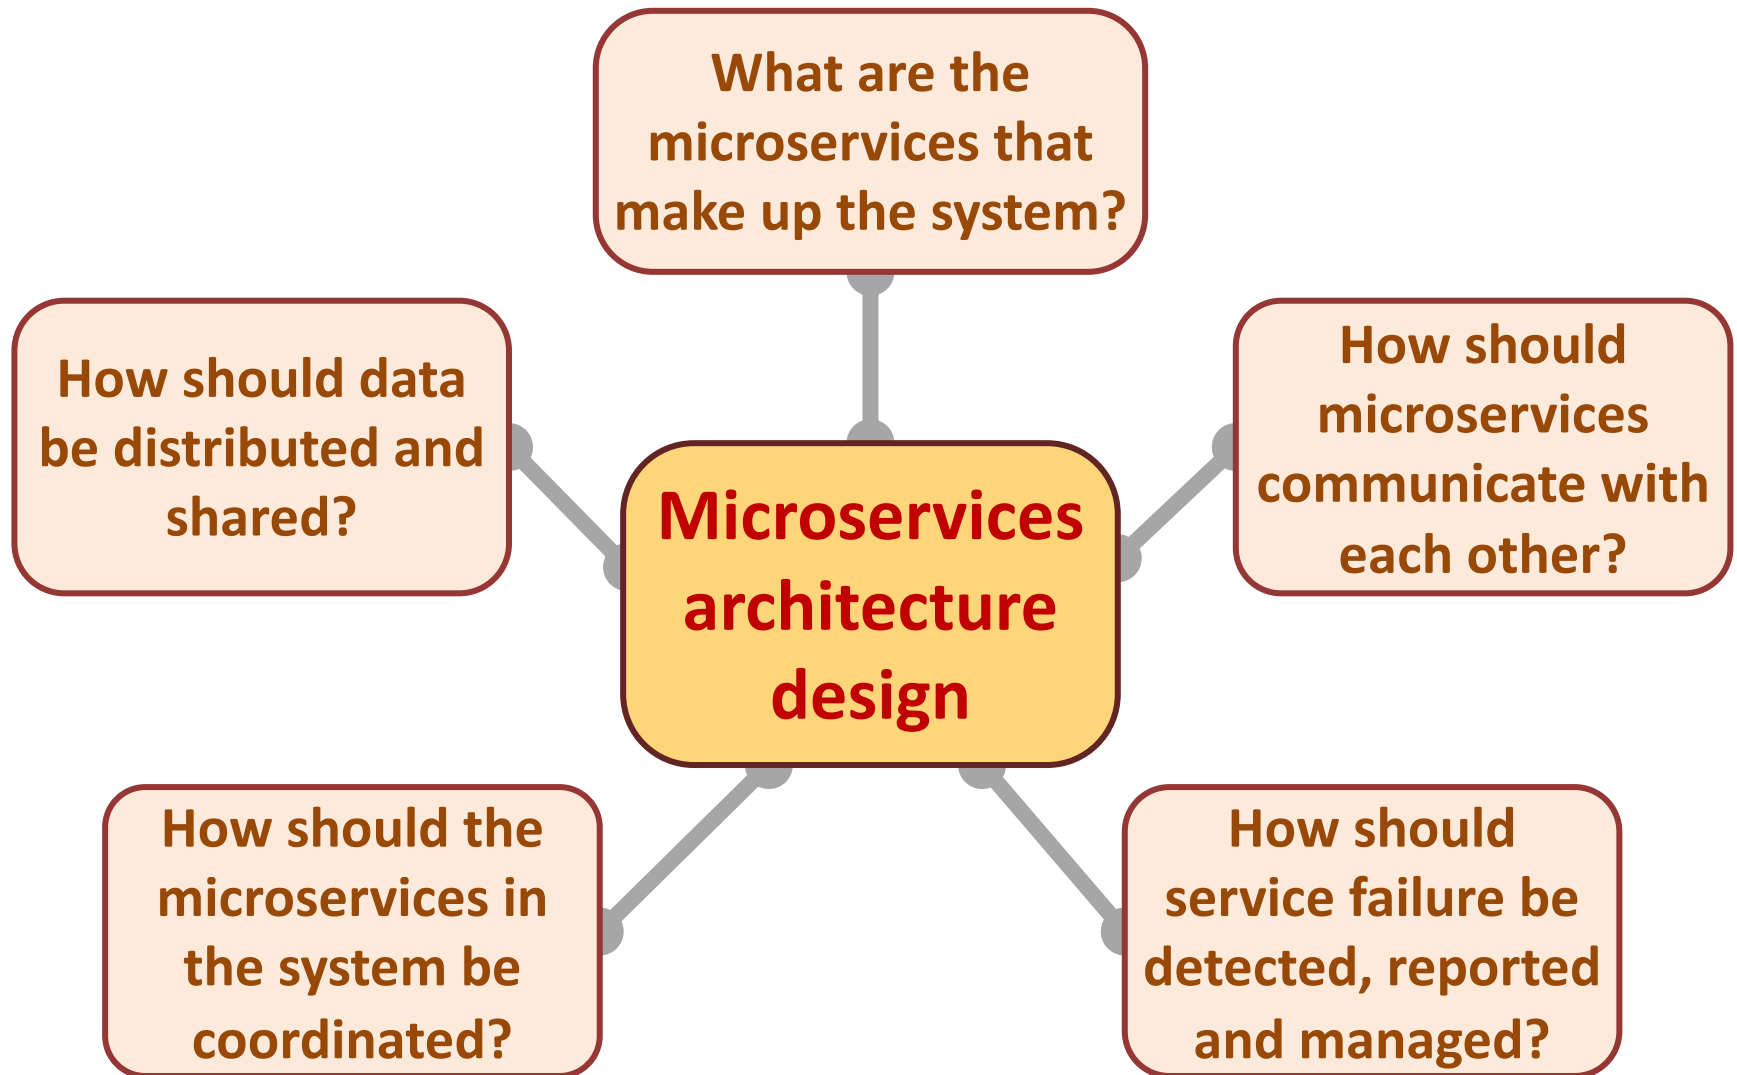 What are the
microservices that
make up the system?
How should data
be distributed and
shared?
How should
microservices
communicate with
each other?
Microservices
architecture
design
How should the
microservices in
the system be
coordinated?
How should
service failure be
detected, reported
and managed?